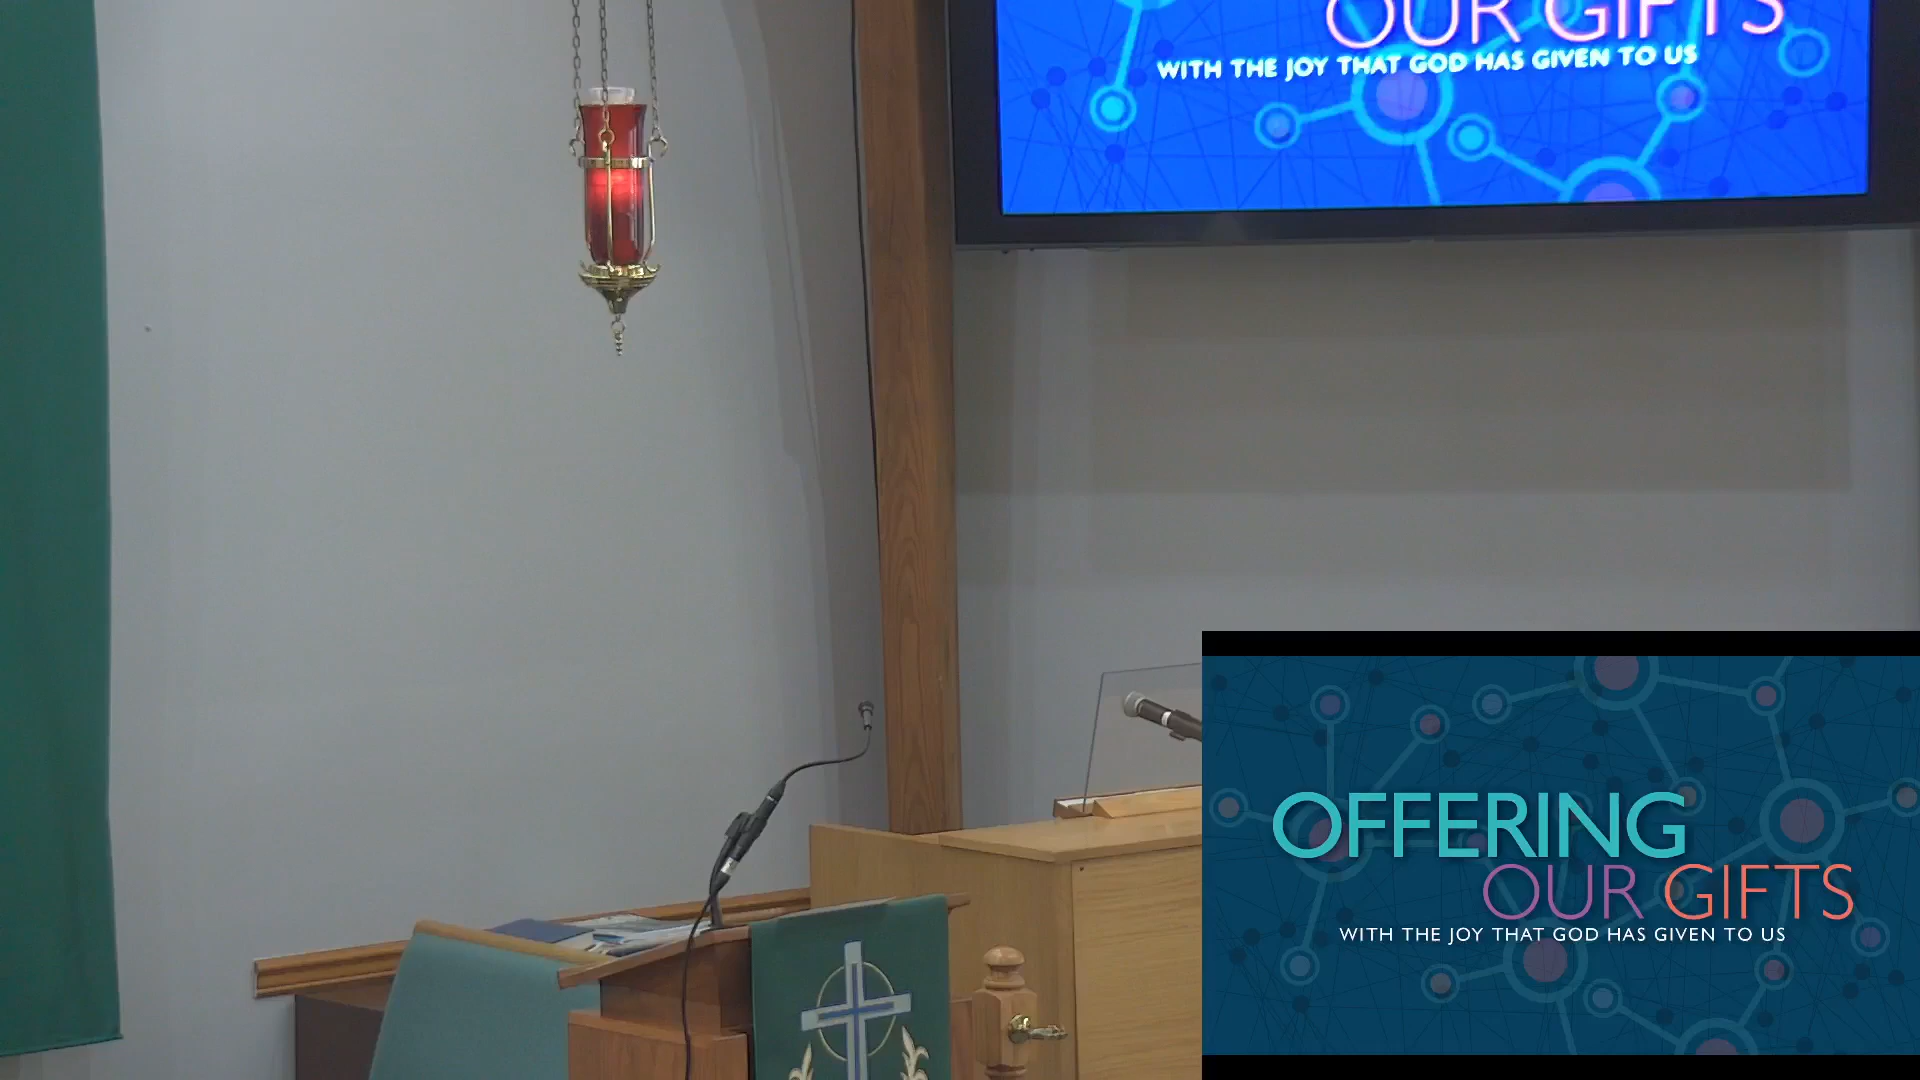 OUR GIFTS
WITH THE JOY THAT GOD HAS GIVEN TO US
OFFERING
OUR GIFTS
WITH THE JOY THAT GOD HAS GIVEN TO US